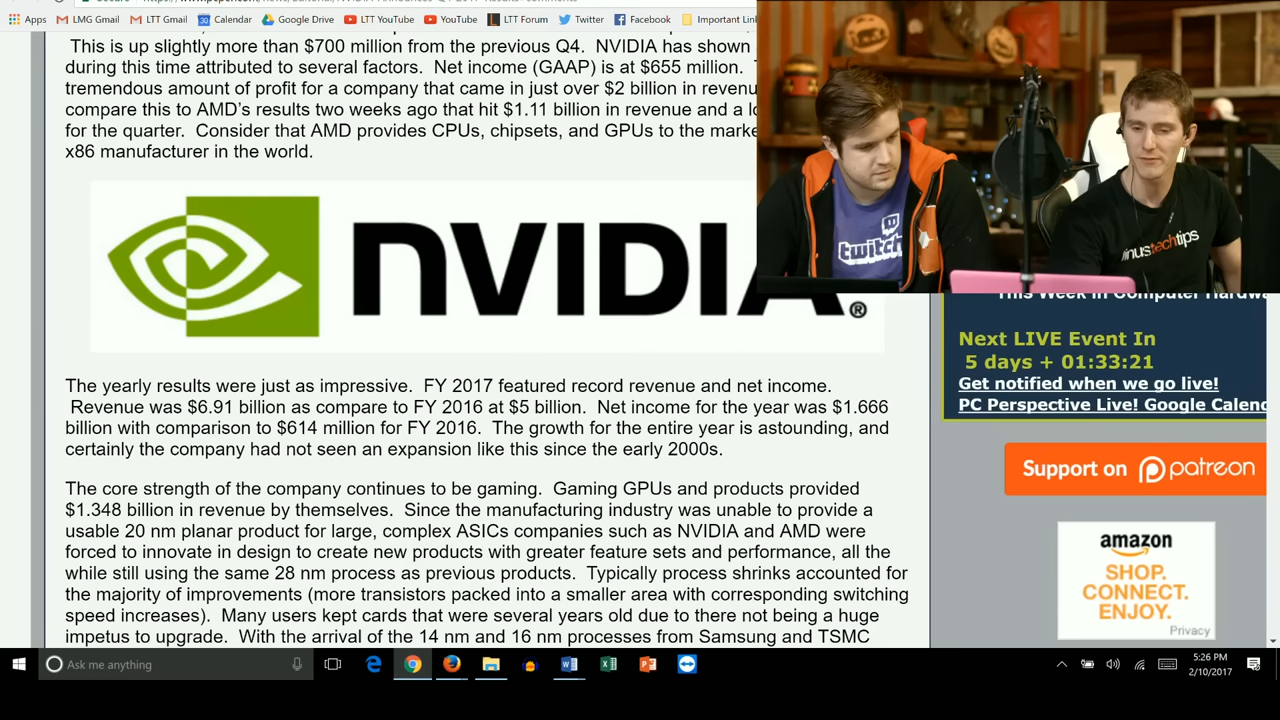 Apps LMG Gmail LTT Gmail Calendar Google Drive LTT YouTube YouTube LTT Forum Twitter Facebook Important Lin
This is up slightly more than $700 million from the previous Q4. NVIDIA has shown
during this time attributed to several factors. Net income (GAAP) is at $655 million.
tremendous amount of profit for a company that came in just over $2 billion in revenu
compare this to AMD's results two weeks ago that hit $1.11 billion in revenue and a lo
for the quarter. Consider that AMD provides CPUs, chipsets, and GPUs to the marke
x86 manufacturer in the world.
nVIDIA®
twitch
linustechtips
This Week in Computer Hardwa
Next LIVE Event In
5 days + 01:33:21
Get notified when we go live!
PC Perspective Live! Google Calend
The yearly results were just as impressive. FY 2017 featured record revenue and net income.
Revenue was $6.91 billion as compare to FY 2016 at $5 billion. Net income for the year was $1.666
billion with comparison to $614 million for FY 2016. The growth for the entire year is astounding, and
certainly the company had not seen an expansion like this since the early 2000s.
Support on patreon
The core strength of the company continues to be gaming. Gaming GPUs and products provided
$1.348 billion in revenue by themselves. Since the manufacturing industry was unable to provide a
usable 20 nm planar product for large, complex ASICs companies such as NVIDIA and AMD were
forced to innovate in design to create new products with greater feature sets and performance, all the
while still using the same 28 nm process as previous products. Typically process shrinks accounted for
the majority of improvements (more transistors packed into a smaller area with corresponding switching
speed increases). Many users kept cards that were several years old due to there not being a huge
impetus to upgrade. With the arrival of the 14 nm and 16 nm processes from Samsung and TSMC
amazon
SHOP.
CONNECT.
ENJOY.
Privacy
Ask me anything
5:26 PM
2/10/2017